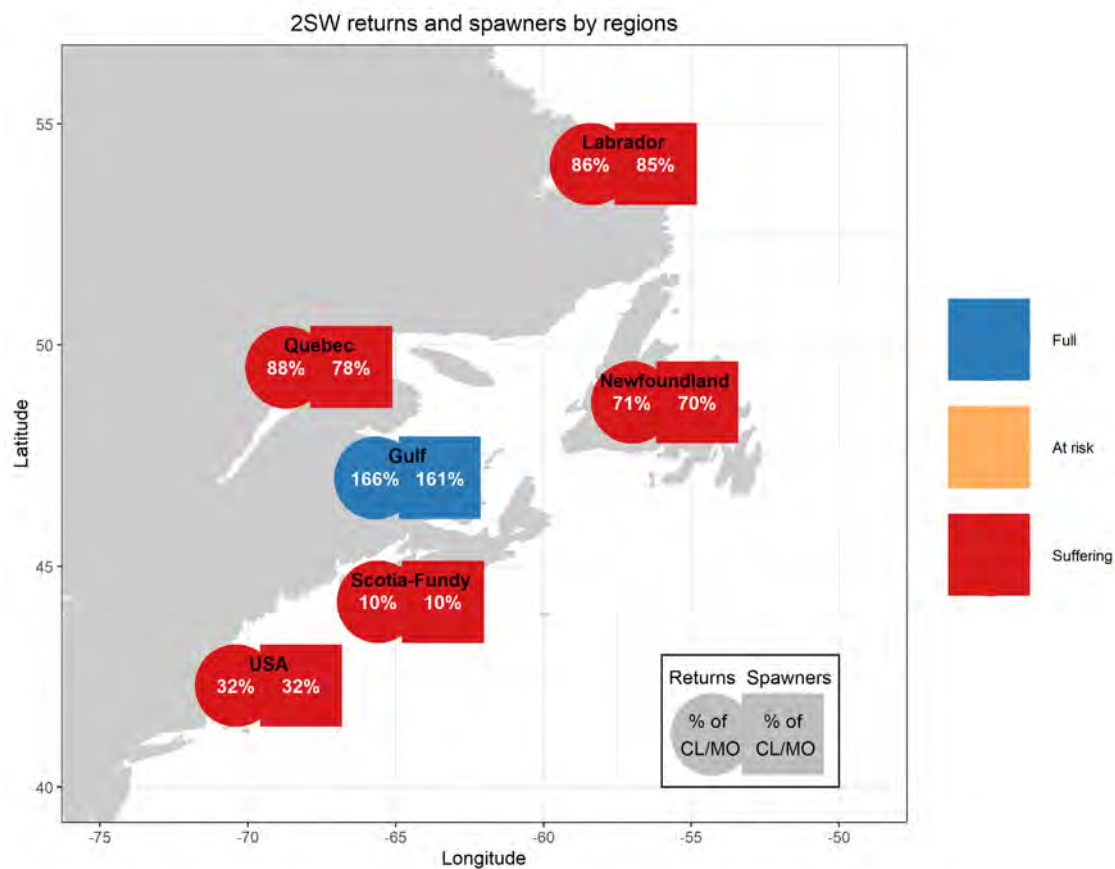 2SW returns and spawners by regions
Labrador
86% 85%
Quebec
88% 78%
Newfoundland
71% 70%
Gulf
166% 161%
Scotia-Fundy
10% 10%
USA
32% 32%
Returns Spawners
% of % of
CL/MO CL/MO
Full
At risk
Suffering
55
50
45
40
Latitude
-75 -70 -65 -60 -55 -50
Longitude